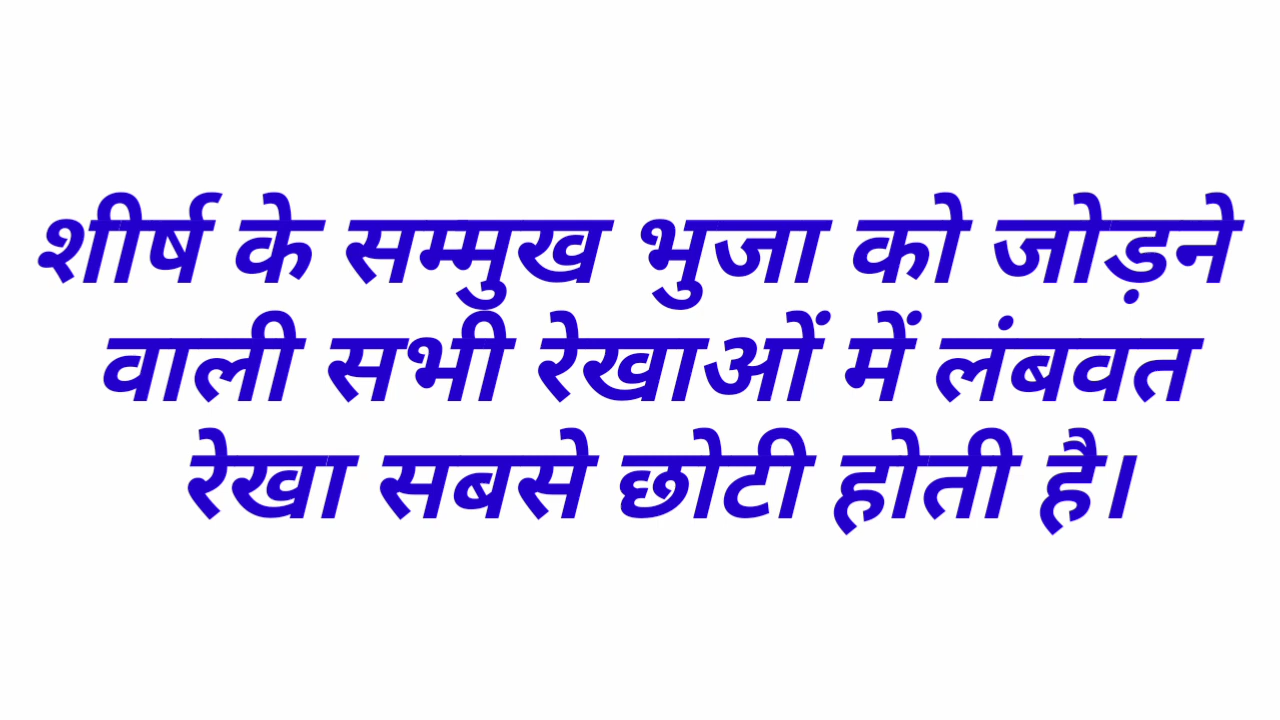 शीर्ष के सम्मुख भुजा को जोड़ने
वाली सभी रेखाओं में लंबवत
रेखा सबसे छोटी होती है।